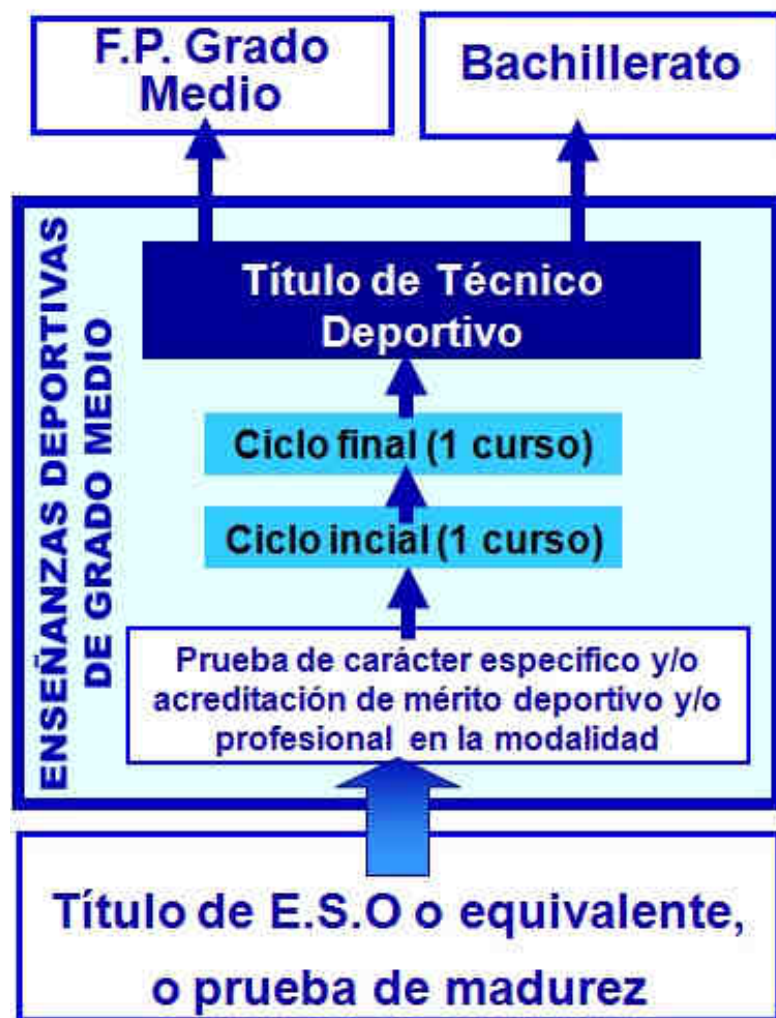 F.P. Grado
Medio
Bachillerato
ENSEÑANZAS DEPORTIVAS
DE GRADO MEDIO
Título de Técnico
Deportivo
Ciclo final (1 curso)
Ciclo incial (1 curso)
Prueba de carácter específico y/o
acreditación de mérito deportivo y/o
profesional en la modalidad
Título de E.S.O o equivalente,
o prueba de madurez